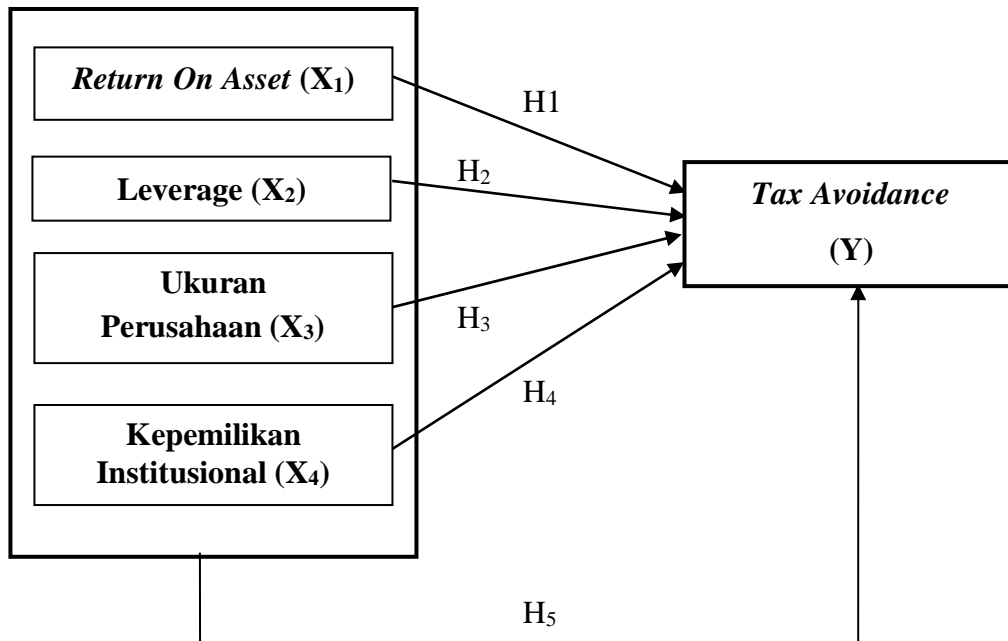 Return On Asset (X₁)
H1
Leverage (X₂)
H₂
Tax Avoidance
(Y)
Ukuran
Perusahaan (X₃)
H₃
H₄
Kepemilikan
Institusional (X₄)
H₅